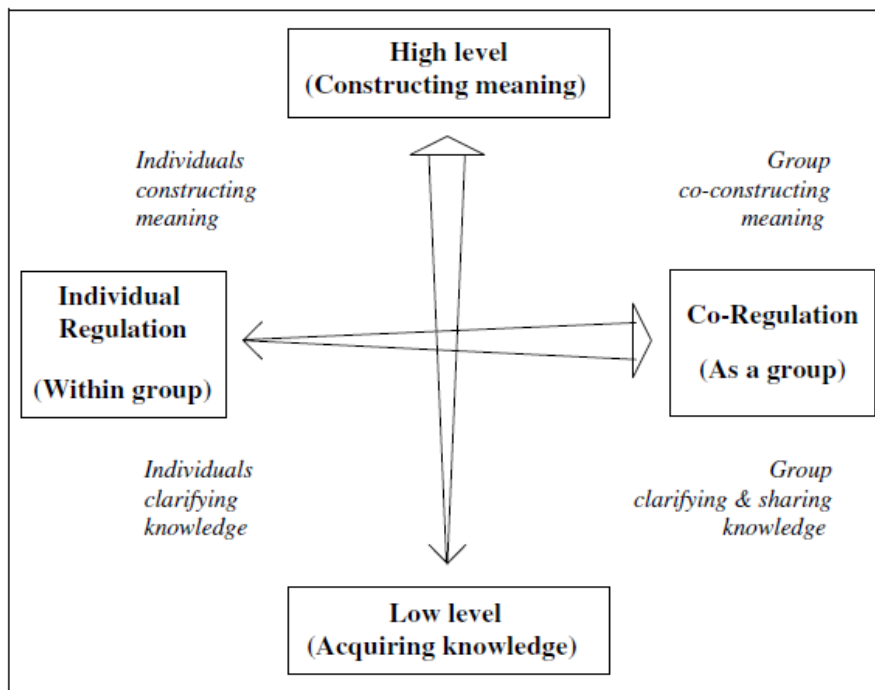 High level
(Constructing meaning)
Individuals
constructing
meaning
Group
co-constructing
meaning
Individual
Regulation
(Within group)
Co-Regulation
(As a group)
Individuals
clarifying
knowledge
Group
clarifying & sharing
knowledge
Low level
(Acquiring knowledge)